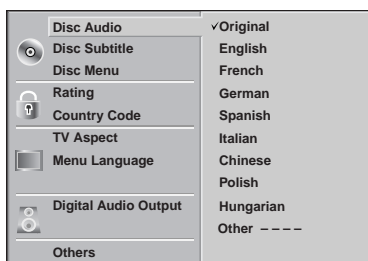 Disc Audio
Disc Subtitle
Disc Menu
Rating
Country Code
TV Aspect
Menu Language
Digital Audio Output
Others
✓Original
English
French
German
Spanish
Italian
Chinese
Polish
Hungarian
Other – – – –